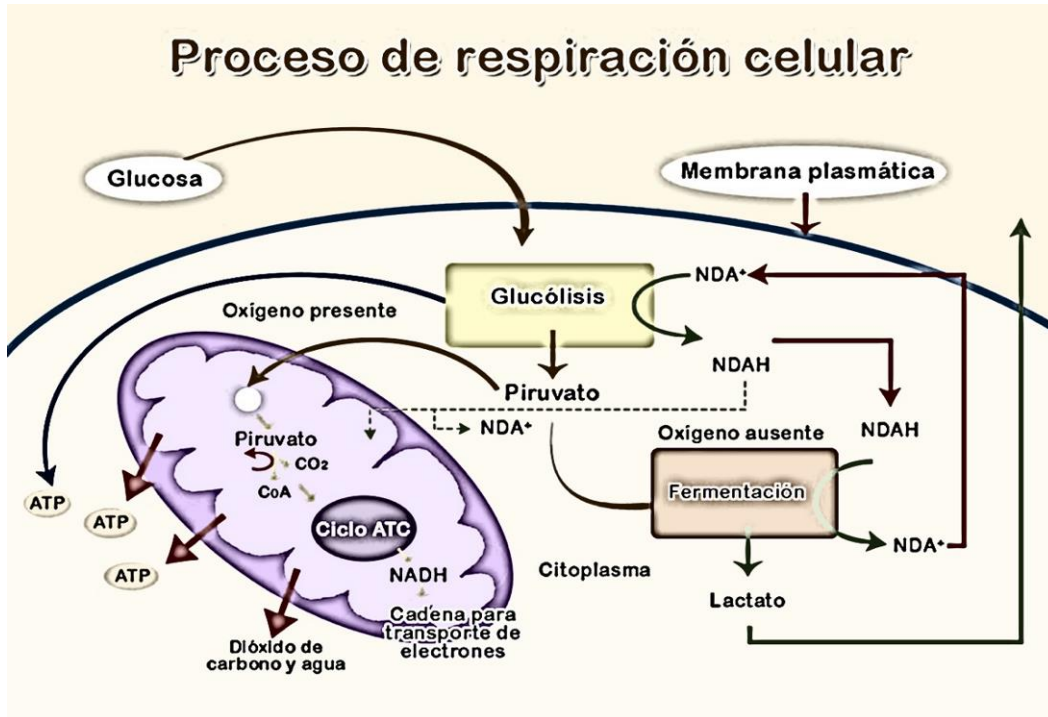 Proceso de respiración celular
Glucosa
Membrana plasmática
Glucólisis
NDA⁺
Oxígeno presente
NDAH
Piruvato
NDA⁺
Oxígeno ausente
NDAH
Piruvato
CO₂
CoA
Fermentación
ATP
ATP
ATP
Ciclo ATC
NADH
Cadena para
transporte de
electrones
Citoplasma
NDA⁺
Lactato
Dióxido de
carbono y agua